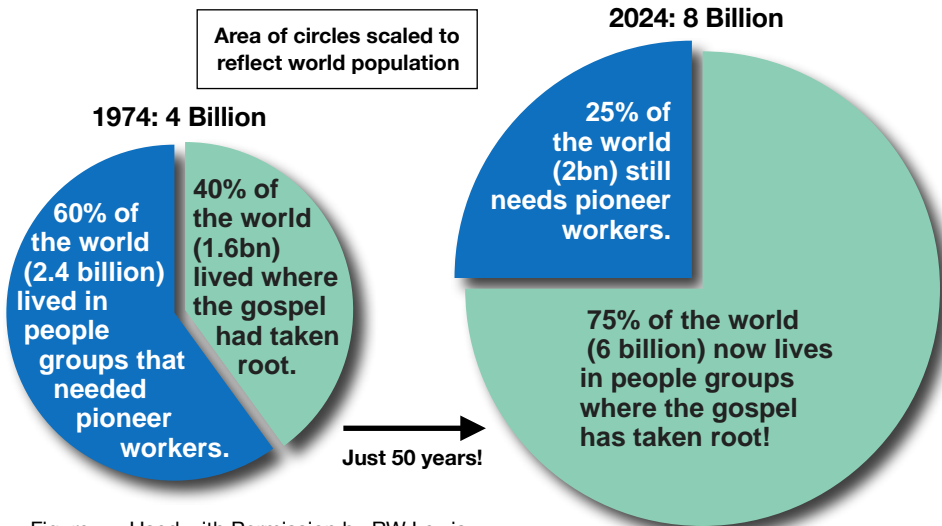 2024: 8 Billion
Area of circles scaled to
reflect world population
1974: 4 Billion
60% of
the world
(2.4 billion)
lived in
people
groups that
needed
pioneer
workers.
40% of
the world
(1.6bn)
lived where
the gospel
had taken
root.
Just 50 years!
25% of
the world
(2bn) still
needs pioneer
workers.
75% of the world
(6 billion) now lives
in people groups
where the gospel
has taken root!